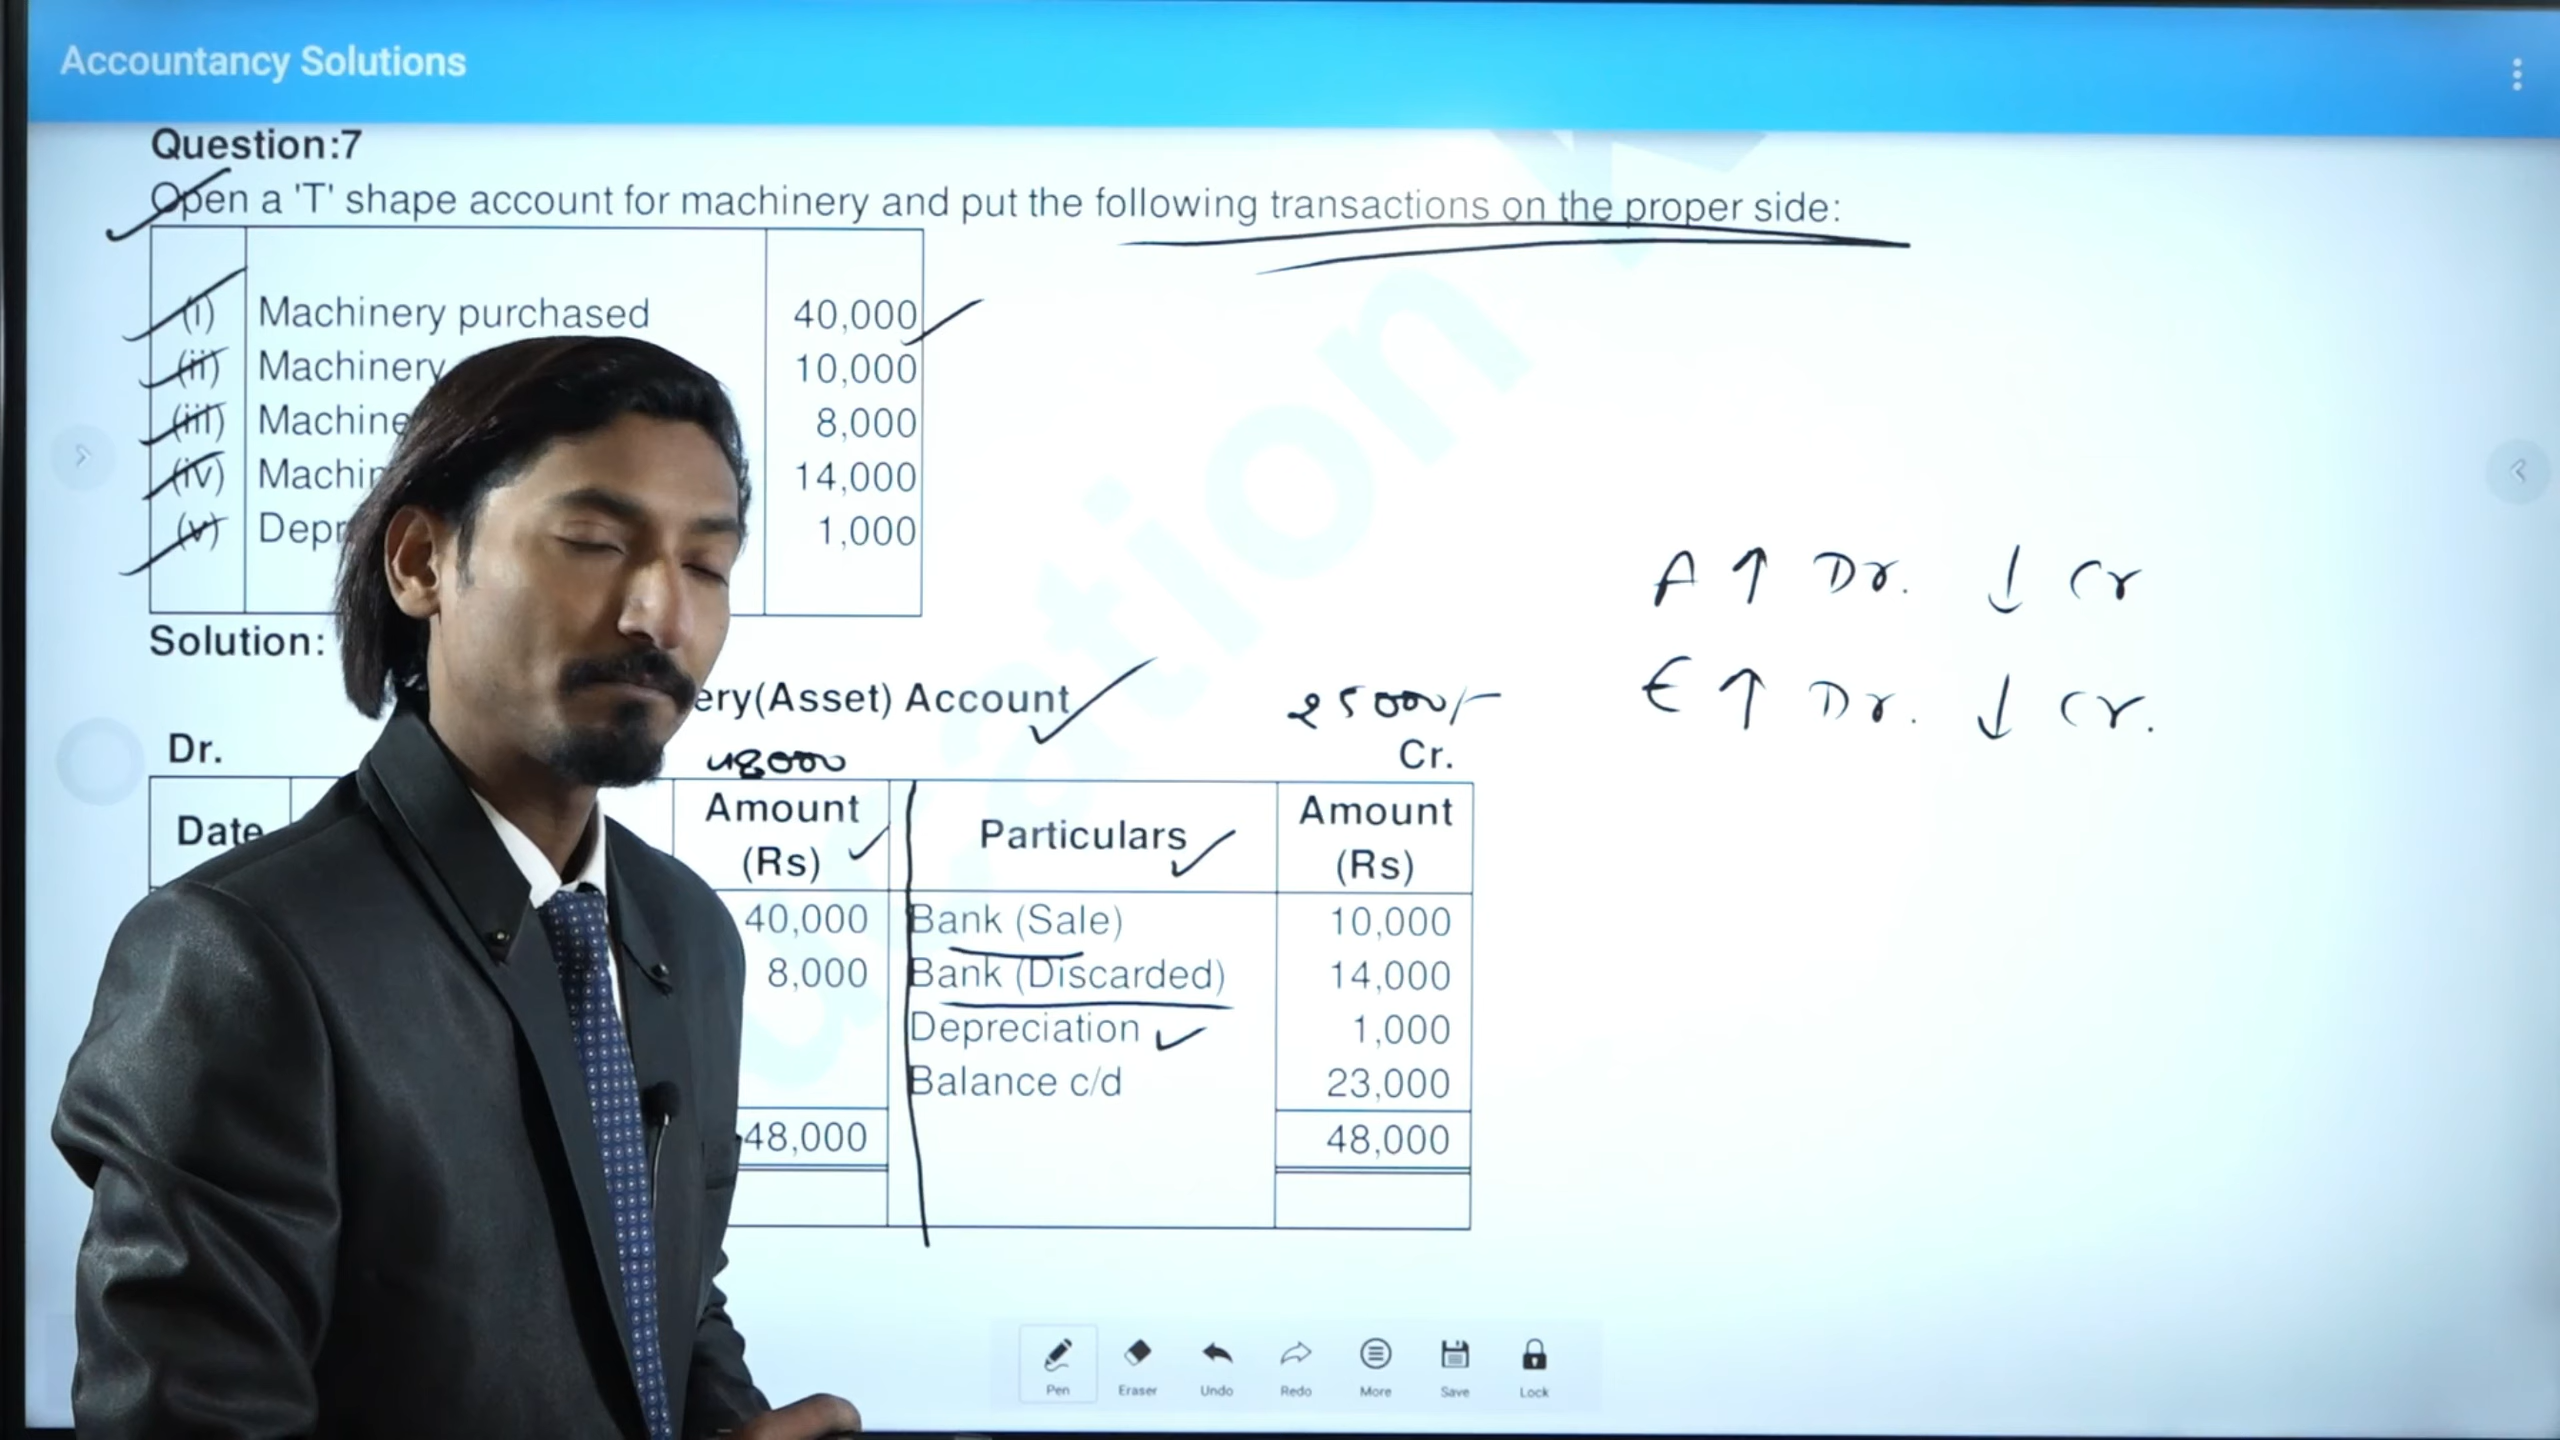 Accountancy Solutions
Question:7
Open a 'T' shape account for machinery and put the following transactions on the proper side:
(i) Machinery purchased 40,000
(ii) Machinery 10,000
(iii) 8,000
(iv) 14,000
(v) 1,000
A ↑ Dr. ↓ Cr
E ↑ Dr. ↓ Cr.
Solution:
(Asset) Account
25000/-
Dr. 48000 Cr.
Date Amount (Rs) Particulars Amount (Rs)
40,000 Bank (Sale) 10,000
8,000 Bank (Discarded) 14,000
Depreciation 1,000
Balance c/d 23,000
48,000 48,000
Pen Eraser Undo Redo More Save Lock